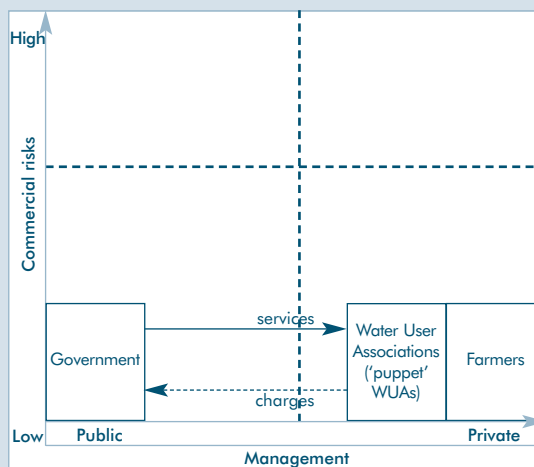 High
Commercial risks
services
Government
Water User
Associations
('puppet'
WUAs)
Farmers
charges
Low
Public
Private
Management